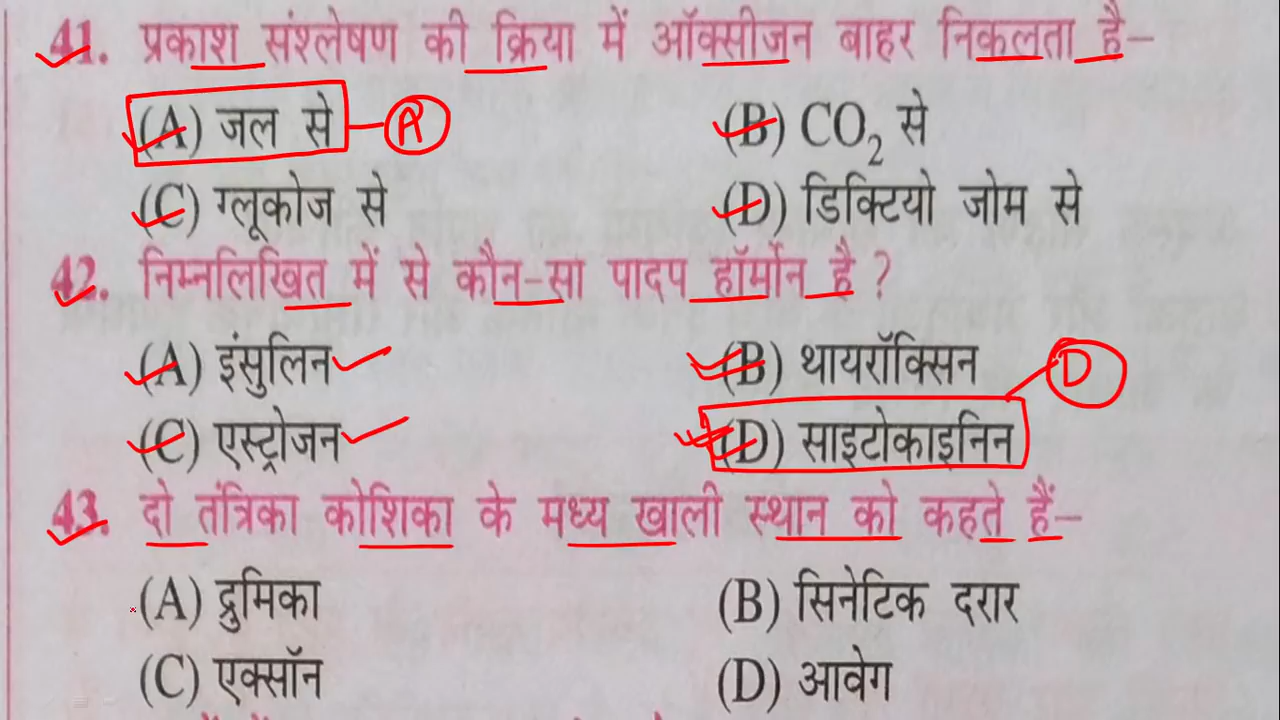 41. प्रकाश संश्लेषण की क्रिया में ऑक्सीजन बाहर निकलता है–
(A) जल से A (B) CO₂ से
(C) ग्लूकोज से (D) डिक्टियो जोम से
42. निम्नलिखित में से कौन-सा पादप हॉर्मोन है ?
(A) इंसुलिन (B) थायरॉक्सिन D
(C) एस्ट्रोजन (D) साइटोकाइनिन
43. दो तंत्रिका कोशिका के मध्य खाली स्थान को कहते हैं–
(A) द्रुमिका (B) सिनेटिक दरार
(C) एक्सॉन (D) आवेग